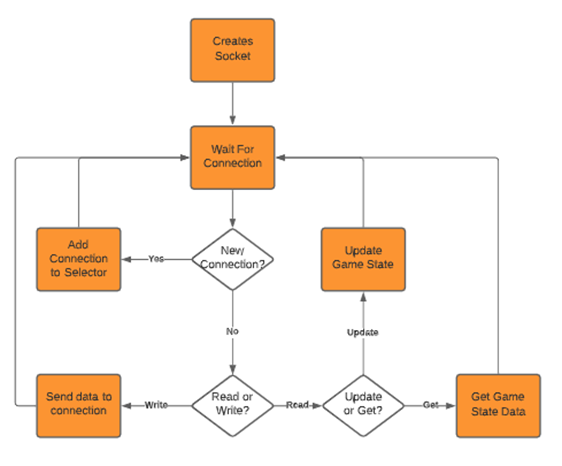 Creates
Socket
Wait For
Connection
Add
Connection
to Selector
Yes
New
Connection?
Update
Game State
No
Update
Send data to
connection
Write
Read or
Write?
Read
Update
or Get?
Get
Get Game
State Data